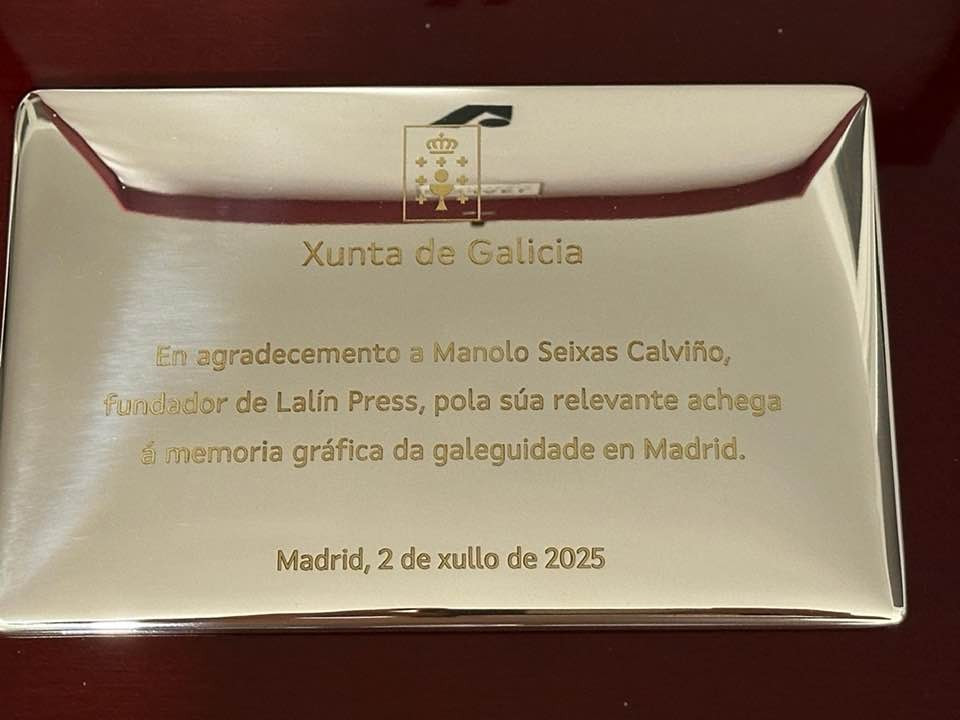 Xunta de Galicia
En agradecemento a Manolo Seixas Calviño,
fundador de Lalín Press, pola súa relevante achega
á memoria gráfica da galeguidade en Madrid.
Madrid, 2 de xullo de 2025